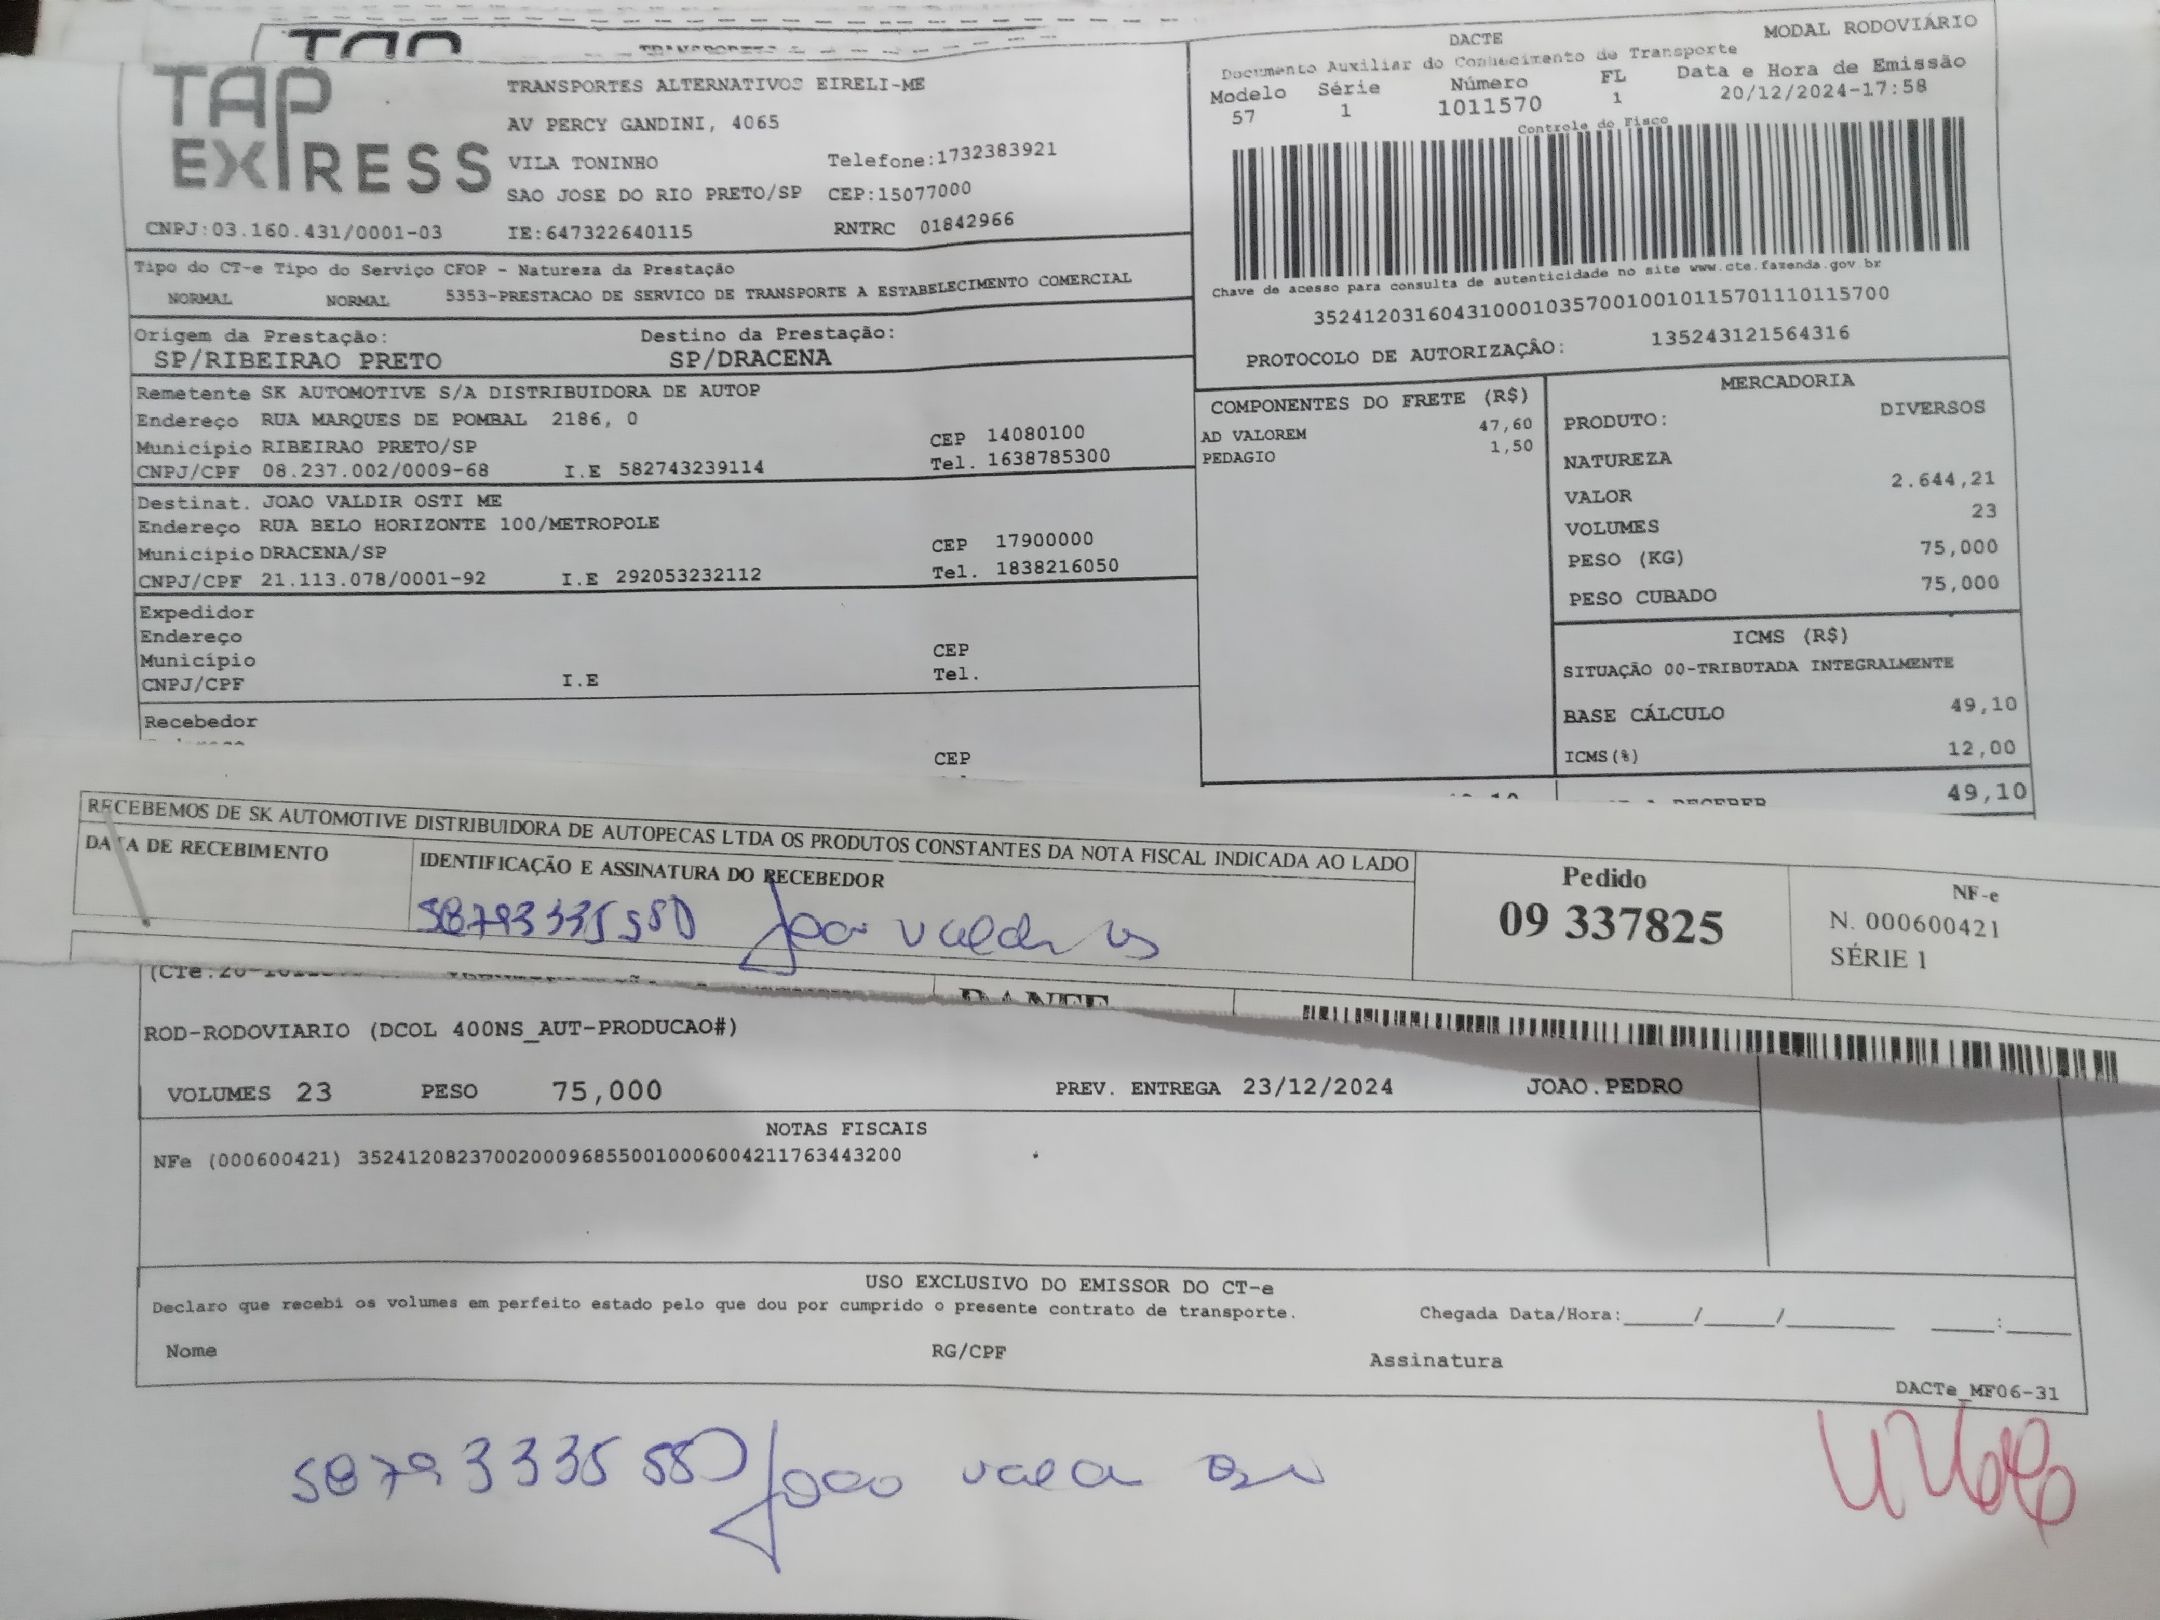 TAP
TAP EXPRESS
TRANSPORTES ALTERNATIVOS EIRELI-ME
AV PERCY GANDINI, 4065
VILA TONINHO Telefone:1732383921
SAO JOSE DO RIO PRETO/SP CEP:15077000
CNPJ:03.160.431/0001-03 IE:647322640115 RNTRC 01842966
DACTE MODAL RODOVIÁRIO
Documento Auxiliar do Conhecimento de Transporte
Modelo Série Número FL Data e Hora de Emissão
57 1 1011570 1 20/12/2024-17:58
Controle do Fisco
Chave de acesso para consulta de autenticidade no site www.cte.fazenda.gov.br
35241203160431000103570010010115701110115700
PROTOCOLO DE AUTORIZAÇÃO: 135243121564316
Tipo do CT-e Tipo do Serviço CFOP - Natureza da Prestação
NORMAL NORMAL 5353-PRESTACAO DE SERVICO DE TRANSPORTE A ESTABELECIMENTO COMERCIAL
Origem da Prestação: Destino da Prestação:
SP/RIBEIRAO PRETO SP/DRACENA
Remetente SK AUTOMOTIVE S/A DISTRIBUIDORA DE AUTOP
Endereço RUA MARQUES DE POMBAL 2186, 0
Município RIBEIRAO PRETO/SP CEP 14080100
CNPJ/CPF 08.237.002/0009-68 I.E 582743239114 Tel. 1638785300
Destinat. JOAO VALDIR OSTI ME
Endereço RUA BELO HORIZONTE 100/METROPOLE
Município DRACENA/SP CEP 17900000
CNPJ/CPF 21.113.078/0001-92 I.E 292053232112 Tel. 1838216050
Expedidor
Endereço
Município CEP
CNPJ/CPF I.E Tel.
Recebedor
CEP
COMPONENTES DO FRETE (R$)
AD VALOREM 47,60
PEDAGIO 1,50
MERCADORIA
PRODUTO: DIVERSOS
NATUREZA
VALOR 2.644,21
VOLUMES 23
PESO (KG) 75,000
PESO CUBADO 75,000
ICMS (R$)
SITUAÇÃO 00-TRIBUTADA INTEGRALMENTE
BASE CÁLCULO 49,10
ICMS(%) 12,00
RECEBER 49,10
RECEBEMOS DE SK AUTOMOTIVE DISTRIBUIDORA DE AUTOPECAS LTDA OS PRODUTOS CONSTANTES DA NOTA FISCAL INDICADA AO LADO
DATA DE RECEBIMENTO IDENTIFICAÇÃO E ASSINATURA DO RECEBEDOR
Pedido
09 337825
NF-e
N. 000600421
SÉRIE 1
DANFE
ROD-RODOVIARIO (DCOL 400NS_AUT-PRODUCAO#)
VOLUMES 23 PESO 75,000 PREV. ENTREGA 23/12/2024 JOAO.PEDRO
NOTAS FISCAIS
NFe (000600421) 35241208237002000968550010006004211763443200
USO EXCLUSIVO DO EMISSOR DO CT-e
Declaro que recebi os volumes em perfeito estado pelo que dou por cumprido o presente contrato de transporte. Chegada Data/Hora:_____/_____/________ _____:_____
Nome RG/CPF Assinatura
DACTe_MF06-31